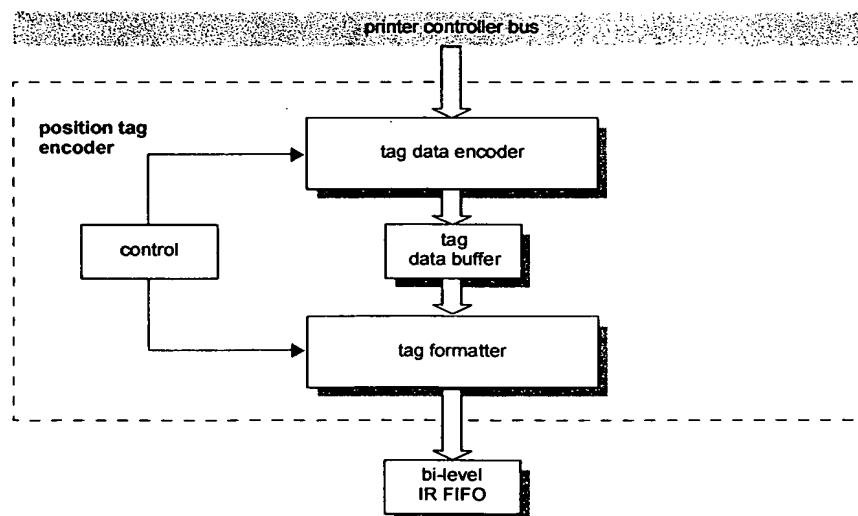 printer controller bus
position tag
encoder
tag data encoder
control
tag
data buffer
tag formatter
bi-level
IR FIFO